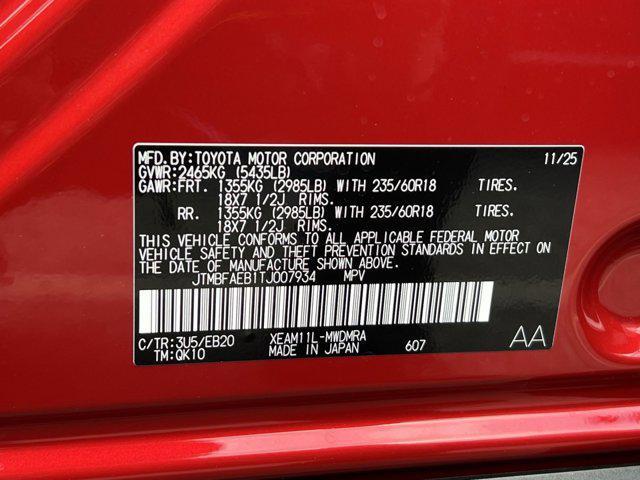 MFD.BY:TOYOTA MOTOR CORPORATION 11/25
GVWR:2465KG (5435LB)
GAWR:FRT. 1355KG (2985LB) WITH 235/60R18 TIRES.
18X7 1/2J RIMS.
RR. 1355KG (2985LB) WITH 235/60R18 TIRES.
18X7 1/2J RIMS.
THIS VEHICLE CONFORMS TO ALL APPLICABLE FEDERAL MOTOR
VEHICLE SAFETY AND THEFT PREVENTION STANDARDS IN EFFECT ON
THE DATE OF MANUFACTURE SHOWN ABOVE.
JTMBFAEB1TJ007934 MPV
C/TR:3U5/EB20 XEAM11L-MWDMRA AA
TM:QK10 MADE IN JAPAN 607